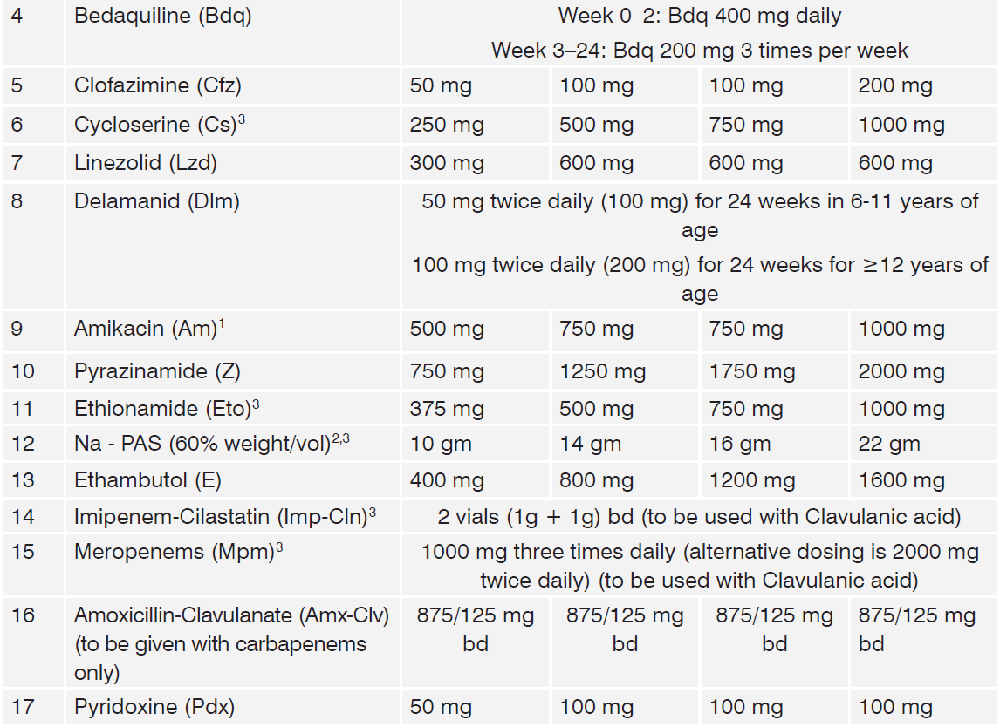 4 Bedaquiline (Bdq) Week 0–2: Bdq 400 mg daily
Week 3–24: Bdq 200 mg 3 times per week
5 Clofazimine (Cfz) 50 mg 100 mg 100 mg 200 mg
6 Cycloserine (Cs)³ 250 mg 500 mg 750 mg 1000 mg
7 Linezolid (Lzd) 300 mg 600 mg 600 mg 600 mg
8 Delamanid (Dlm) 50 mg twice daily (100 mg) for 24 weeks in 6-11 years of
age
100 mg twice daily (200 mg) for 24 weeks for ≥12 years of
age
9 Amikacin (Am)¹ 500 mg 750 mg 750 mg 1000 mg
10 Pyrazinamide (Z) 750 mg 1250 mg 1750 mg 2000 mg
11 Ethionamide (Eto)³ 375 mg 500 mg 750 mg 1000 mg
12 Na - PAS (60% weight/vol)²,³ 10 gm 14 gm 16 gm 22 gm
13 Ethambutol (E) 400 mg 800 mg 1200 mg 1600 mg
14 Imipenem-Cilastatin (Imp-Cln)³ 2 vials (1g + 1g) bd (to be used with Clavulanic acid)
15 Meropenems (Mpm)³ 1000 mg three times daily (alternative dosing is 2000 mg
twice daily) (to be used with Clavulanic acid)
16 Amoxicillin-Clavulanate (Amx-Clv) 875/125 mg 875/125 mg 875/125 mg 875/125 mg
(to be given with carbapenems bd bd bd bd
only)
17 Pyridoxine (Pdx) 50 mg 100 mg 100 mg 100 mg